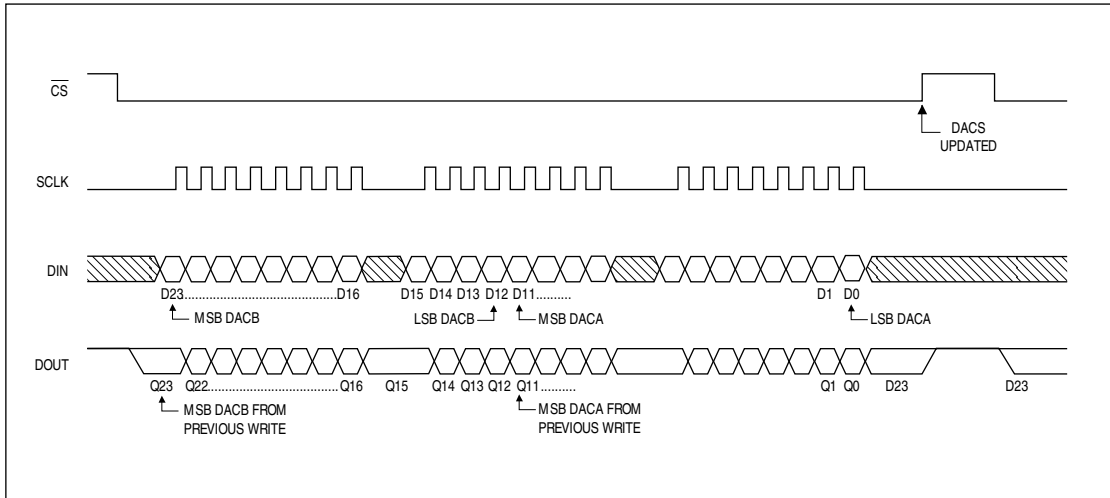 CS
DACS
UPDATED
SCLK
DIN
D23.......................................D16 D15 D14 D13 D12 D11.......... D1 D0
MSB DACB LSB DACB MSB DACA LSB DACA
DOUT
Q23 Q22..................................Q16 Q15 Q14 Q13 Q12 Q11.......... Q1 Q0 D23 D23
MSB DACB FROM
PREVIOUS WRITE
MSB DACA FROM
PREVIOUS WRITE